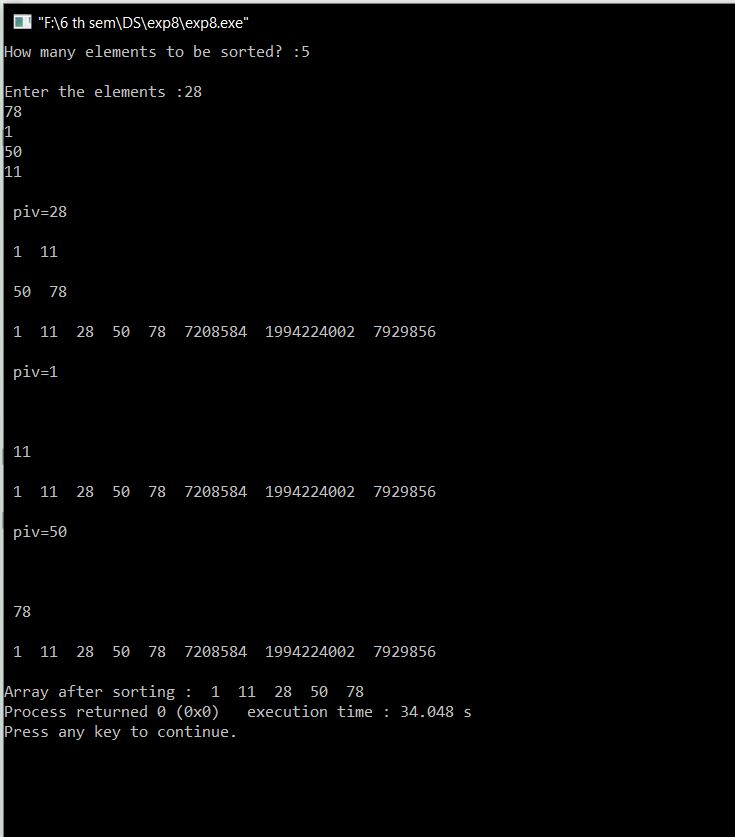 "F:\6 th sem\DS\exp8\exp8.exe"
How many elements to be sorted? :5
Enter the elements :28
78
1
50
11
piv=28
1 11
50 78
1 11 28 50 78 7208584 1994224002 7929856
piv=1
11
1 11 28 50 78 7208584 1994224002 7929856
piv=50
78
1 11 28 50 78 7208584 1994224002 7929856
Array after sorting : 1 11 28 50 78
Process returned 0 (0x0) execution time : 34.048 s
Press any key to continue.